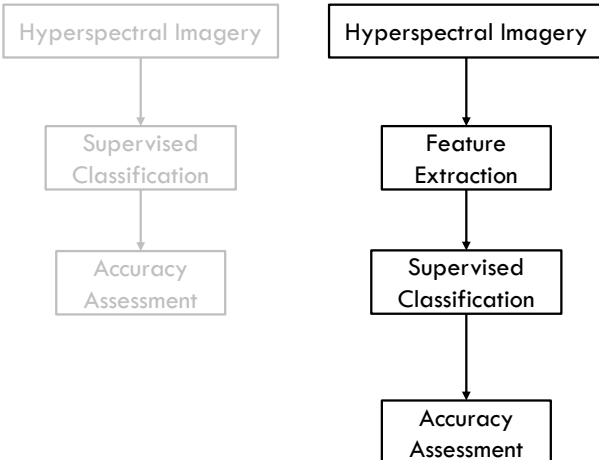 Hyperspectral Imagery
Supervised
Classification
Accuracy
Assessment
Hyperspectral Imagery
Feature
Extraction
Supervised
Classification
Accuracy
Assessment